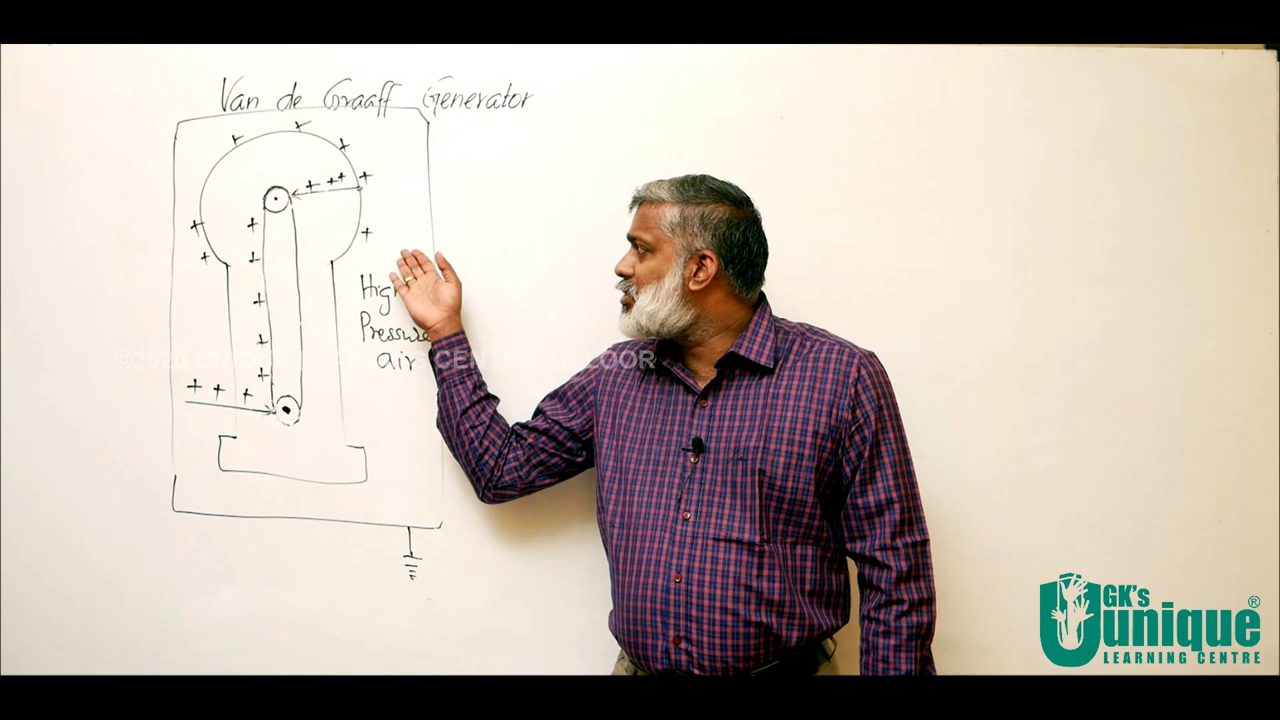 Van de Graaff Generator
High
Pressure
air
GK's
unique
LEARNING CENTRE
®